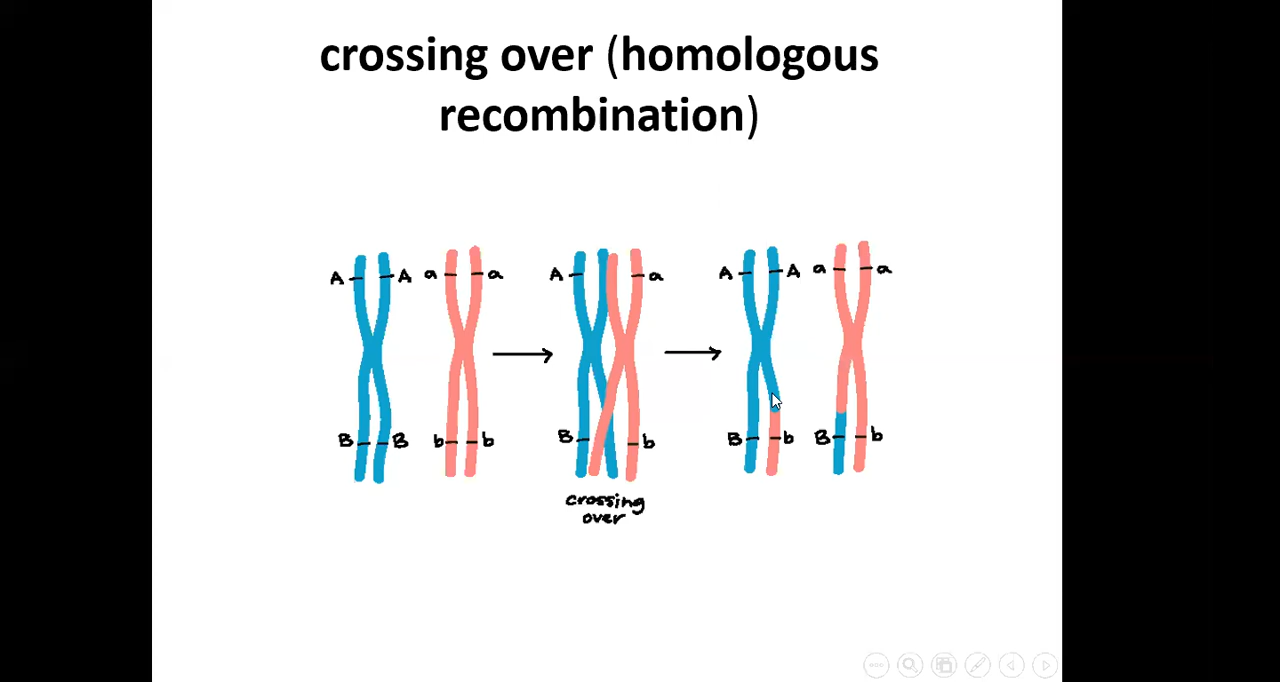 crossing over (homologous
recombination)
A A a a A a A A a a
B B b b B b B b B b
crossing
over